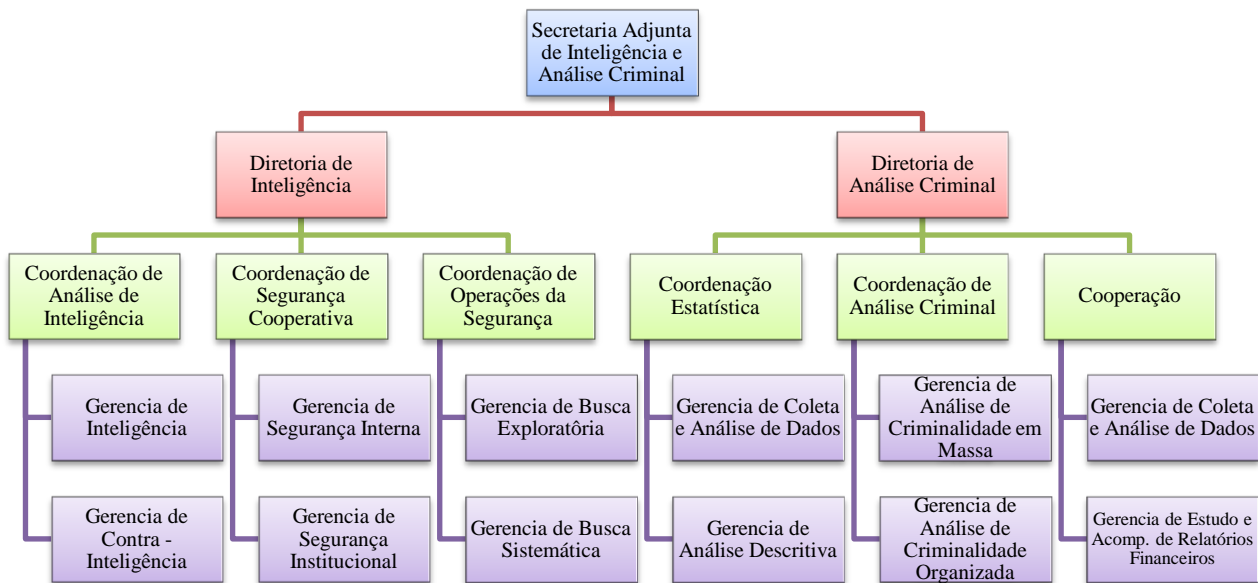 Secretaria Adjunta
de Inteligência e
Análise Criminal
Diretoria de
Inteligência
Diretoria de
Análise Criminal
Coordenação de
Análise de
Inteligência
Coordenação de
Segurança
Cooperativa
Coordenação de
Operações da
Segurança
Coordenação
Estatística
Coordenação de
Análise Criminal
Cooperação
Gerencia de
Inteligência
Gerencia de
Segurança Interna
Gerencia de Busca
Exploratôria
Gerencia de Coleta
e Análise de Dados
Gerencia de
Análise de
Criminalidade em
Massa
Gerencia de Coleta
e Análise de Dados
Gerencia de
Contra -
Inteligência
Gerencia de
Segurança
Institucional
Gerencia de Busca
Sistemática
Gerencia de
Análise Descritiva
Gerencia de
Análise de
Criminalidade
Organizada
Gerencia de Estudo e
Acomp. de Relatórios
Financeiros